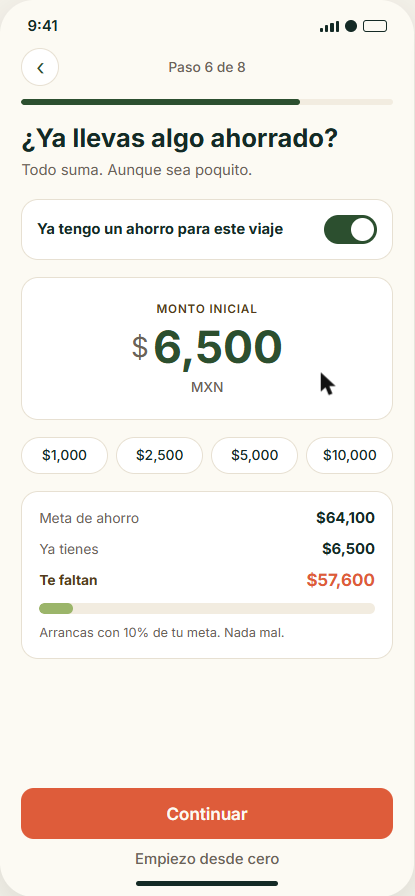 9:41
Paso 6 de 8
¿Ya llevas algo ahorrado?
Todo suma. Aunque sea poquito.
Ya tengo un ahorro para este viaje
MONTO INICIAL
$6,500
MXN
$1,000 $2,500 $5,000 $10,000
Meta de ahorro $64,100
Ya tienes $6,500
Te faltan $57,600
Arrancas con 10% de tu meta. Nada mal.
Continuar
Empiezo desde cero